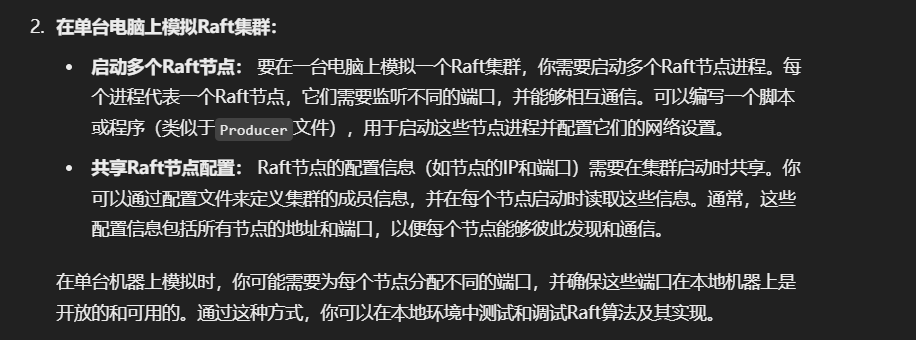 2. 在单台电脑上模拟Raft集群：
• 启动多个Raft节点： 要在一台电脑上模拟一个Raft集群，你需要启动多个Raft节点进程。每
个进程代表一个Raft节点，它们需要监听不同的端口，并能够相互通信。可以编写一个脚本
或程序（类似于Producer文件），用于启动这些节点进程并配置它们的网络设置。
• 共享Raft节点配置： Raft节点的配置信息（如节点的IP和端口）需要在集群启动时共享。你
可以通过配置文件来定义集群的成员信息，并在每个节点启动时读取这些信息。通常，这些
配置信息包括所有节点的地址和端口，以便每个节点能够彼此发现和通信。
在单台机器上模拟时，你可能需要为每个节点分配不同的端口，并确保这些端口在本地机器上是
开放的和可用的。通过这种方式，你可以在本地环境中测试和调试Raft算法及其实现。